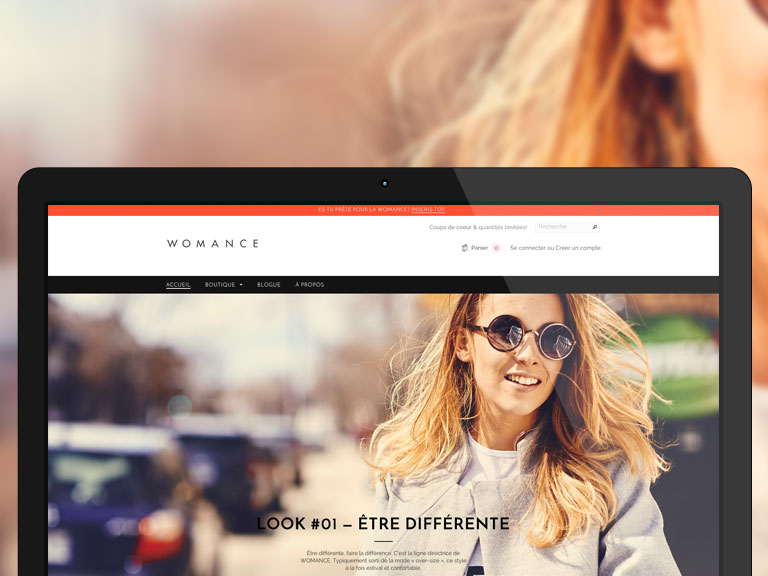 ES-TU PRÊTE POUR LA WOMANCE? INSCRIS-TOI!
Coups de coeur & quantités limitées!
Recherche
WOMANCE
Panier 0 Se connecter ou Créer un compte
ACCUEIL BOUTIQUE BLOGUE À PROPOS
LOOK #01 – ÊTRE DIFFÉRENTE
Être différente, faire la différence. C'est la ligne directrice de
WOMANCE. Typiquement sorti de la mode « over-size », ce style
à la fois estival et confortable.